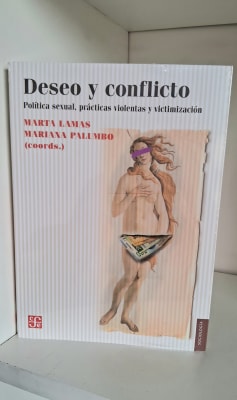 Deseo y conflicto
Política sexual, prácticas violentas y victimización
MARTA LAMAS
MARIANA PALUMBO
(coords.)